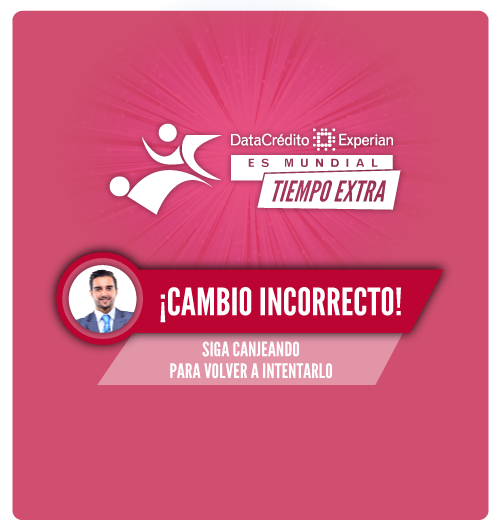 DataCrédito Experian
ES MUNDIAL
TIEMPO EXTRA
¡CAMBIO INCORRECTO!
SIGA CANJEANDO
PARA VOLVER A INTENTARLO